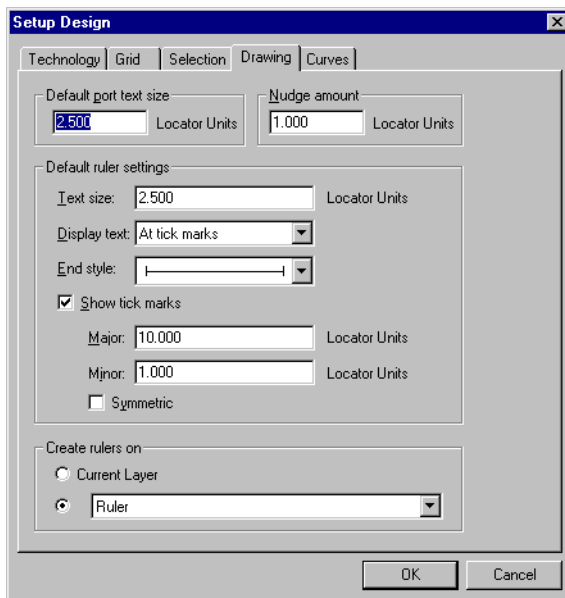 Setup Design
Technology Grid Selection Drawing Curves
Default port text size Nudge amount
2.500 Locator Units 1.000 Locator Units
Default ruler settings
Text size: 2.500 Locator Units
Display text: At tick marks
End style:
Show tick marks
Major: 10.000 Locator Units
Minor: 1.000 Locator Units
Symmetric
Create rulers on
Current Layer
Ruler
OK Cancel